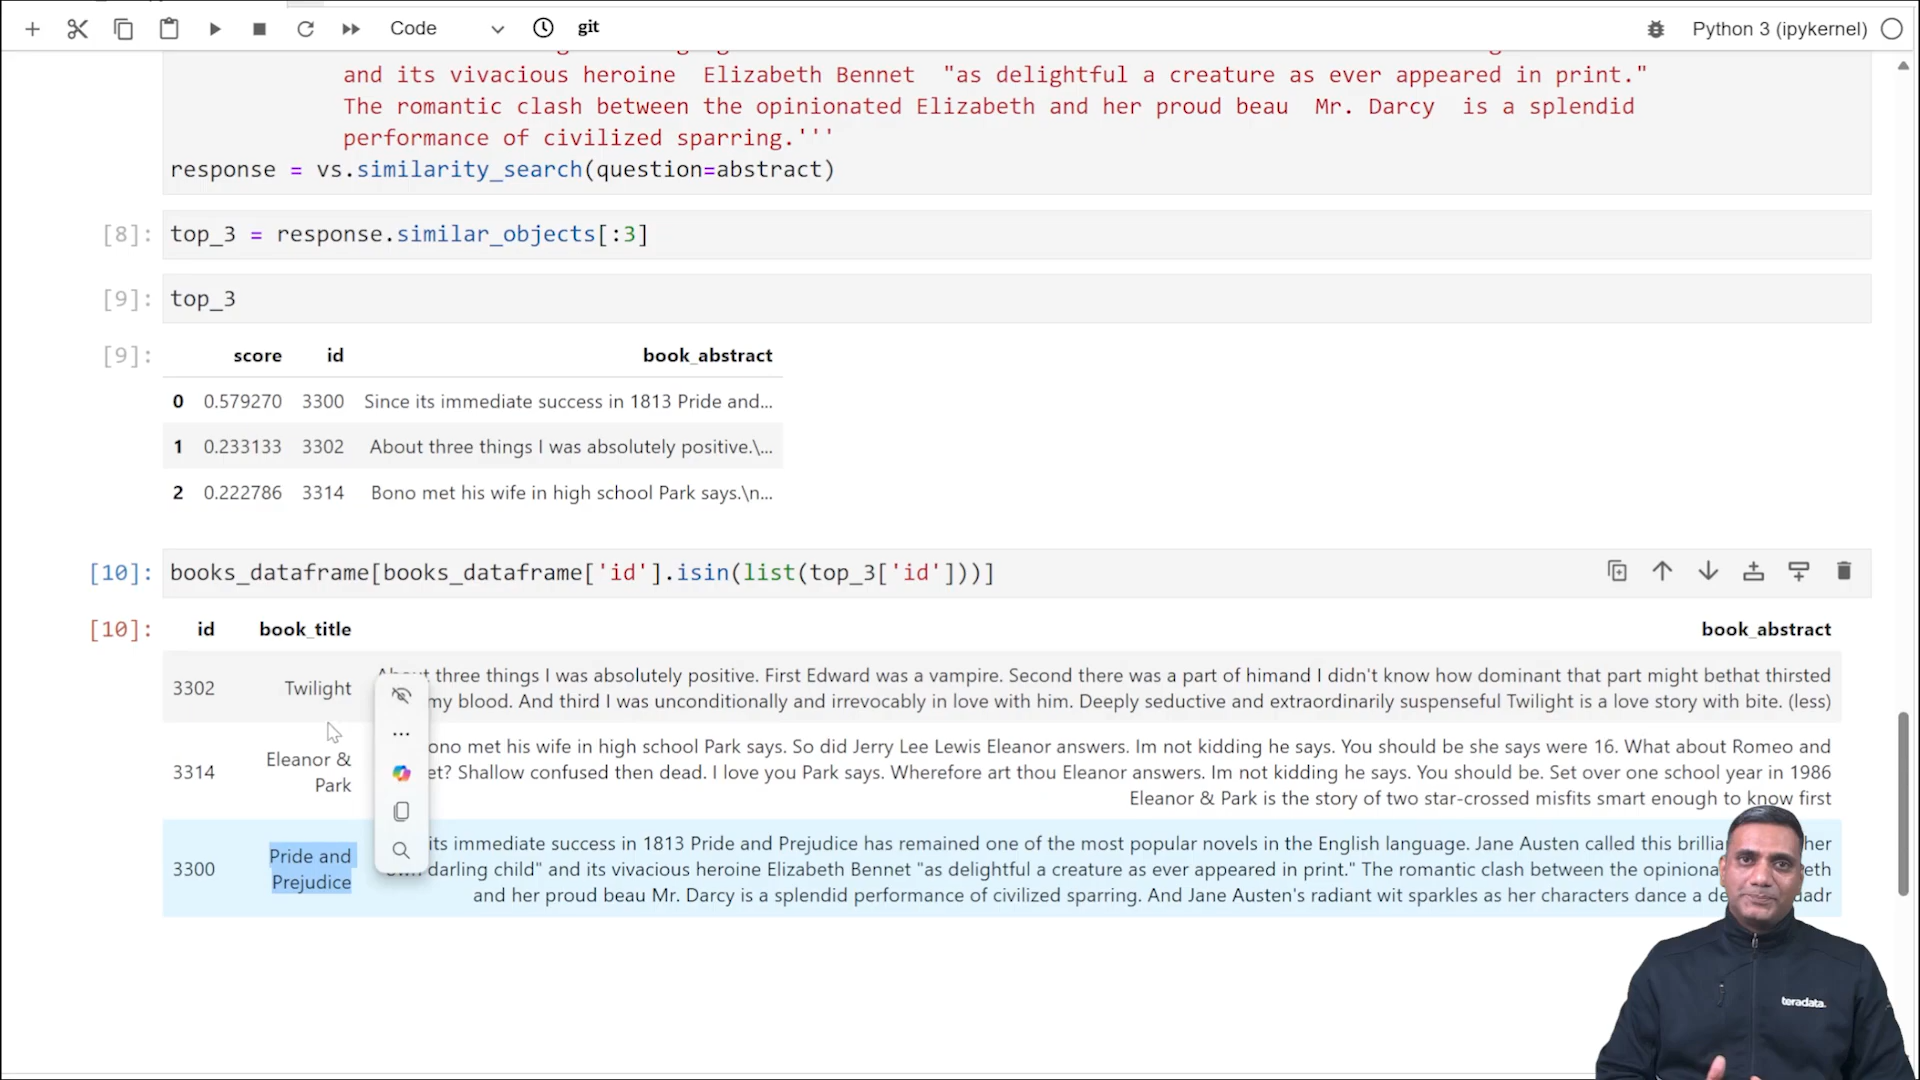 Code
git
Python 3 (ipykernel)
and its vivacious heroine  Elizabeth Bennet  "as delightful a creature as ever appeared in print."
The romantic clash between the opinionated Elizabeth and her proud beau  Mr. Darcy  is a splendid
performance of civilized sparring.'''
response = vs.similarity_search(question=abstract)
[8]: top_3 = response.similar_objects[:3]
[9]: top_3
[9]: score id book_abstract
0 0.579270 3300 Since its immediate success in 1813 Pride and...
1 0.233133 3302 About three things I was absolutely positive.\...
2 0.222786 3314 Bono met his wife in high school Park says.\n...
[10]: books_dataframe[books_dataframe['id'].isin(list(top_3['id']))]
[10]: id book_title book_abstract
3302 Twilight three things I was absolutely positive. First Edward was a vampire. Second there was a part of himand I didn't know how dominant that part might bethat thirsted
my blood. And third I was unconditionally and irrevocably in love with him. Deeply seductive and extraordinarily suspenseful Twilight is a love story with bite. (less)
3314 Eleanor & Park ono met his wife in high school Park says. So did Jerry Lee Lewis Eleanor answers. Im not kidding he says. You should be she says were 16. What about Romeo and
et? Shallow confused then dead. I love you Park says. Wherefore art thou Eleanor answers. Im not kidding he says. You should be. Set over one school year in 1986
Eleanor & Park is the story of two star-crossed misfits smart enough to know first
3300 Pride and Prejudice its immediate success in 1813 Pride and Prejudice has remained one of the most popular novels in the English language. Jane Austen called this brillia her
darling child" and its vivacious heroine Elizabeth Bennet "as delightful a creature as ever appeared in print." The romantic clash between the opiniona eth
and her proud beau Mr. Darcy is a splendid performance of civilized sparring. And Jane Austen's radiant wit sparkles as her characters dance a de adr
teradata.